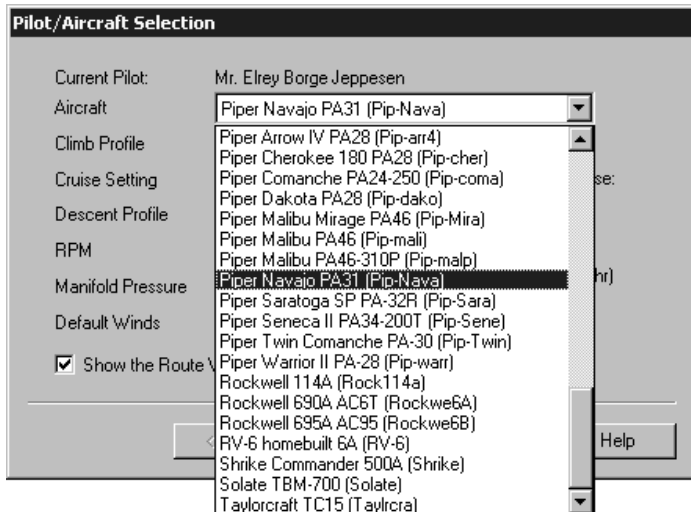 Pilot/Aircraft Selection
Current Pilot: Mr. Elrey Borge Jeppesen
Aircraft Piper Navajo PA31 (Pip-Nava)
Climb Profile
Cruise Setting
Descent Profile
RPM
Manifold Pressure
Default Winds
Show the Route
Piper Arrow IV PA28 (Pip-arr4)
Piper Cherokee 180 PA28 (Pip-cher)
Piper Comanche PA24-250 (Pip-coma)
Piper Dakota PA28 (Pip-dako)
Piper Malibu Mirage PA46 (Pip-Mira)
Piper Malibu PA46 (Pip-mali)
Piper Malibu PA46-310P (Pip-malp)
Piper Navajo PA31 (Pip-Nava)
Piper Saratoga SP PA-32R (Pip-Sara)
Piper Seneca II PA34-200T (Pip-Sene)
Piper Twin Comanche PA-30 (Pip-Twin)
Piper Warrior II PA-28 (Pip-warr)
Rockwell 114A (Rock114a)
Rockwell 690A AC6T (Rockwe6A)
Rockwell 695A AC95 (Rockwe6B)
RV-6 homebuilt 6A (RV-6)
Shrike Commander 500A (Shrike)
Solate TBM-700 (Solate)
Taylorcraft TC15 (Taylrcra)
se:
hr)
Help